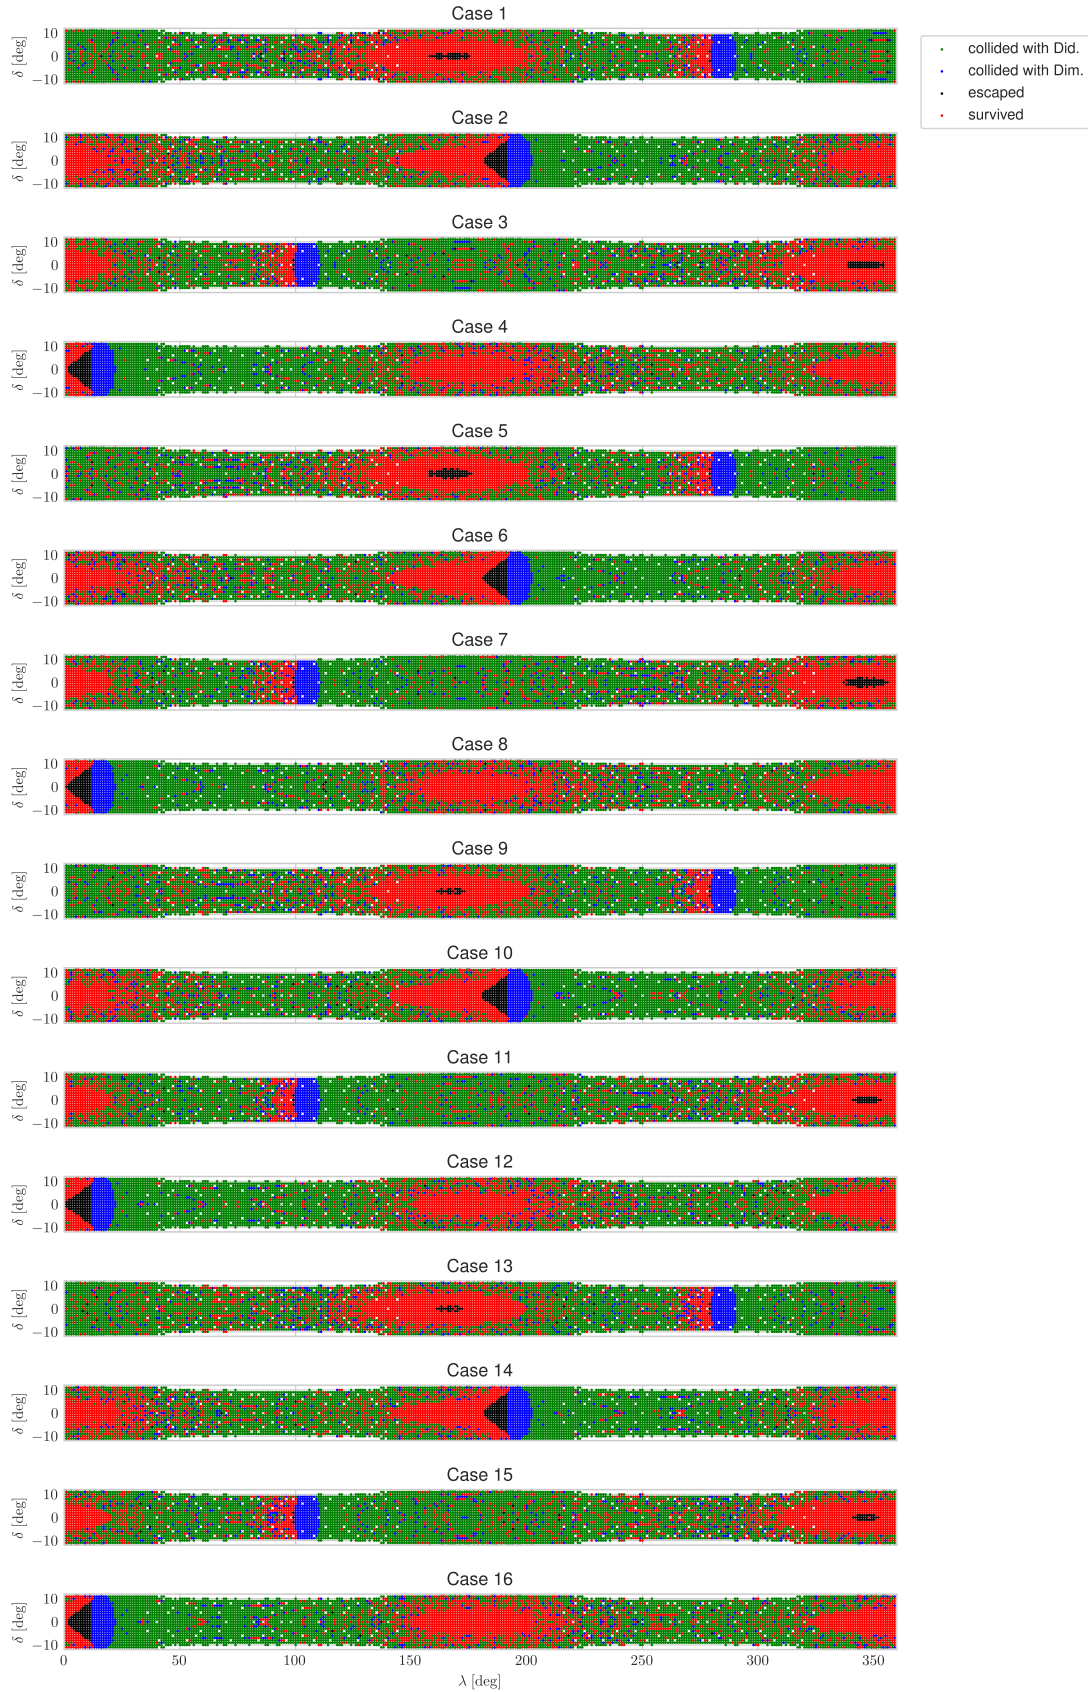 Case 1
10
0
−10
δ [deg]
collided with Did.
collided with Dim.
escaped
survived
Case 2
10
0
−10
δ [deg]
Case 3
10
0
−10
δ [deg]
Case 4
10
0
−10
δ [deg]
Case 5
10
0
−10
δ [deg]
Case 6
10
0
−10
δ [deg]
Case 7
10
0
−10
δ [deg]
Case 8
10
0
−10
δ [deg]
Case 9
10
0
−10
δ [deg]
Case 10
10
0
−10
δ [deg]
Case 11
10
0
−10
δ [deg]
Case 12
10
0
−10
δ [deg]
Case 13
10
0
−10
δ [deg]
Case 14
10
0
−10
δ [deg]
Case 15
10
0
−10
δ [deg]
Case 16
10
0
−10
δ [deg]
0 50 100 150 200 250 300 350
λ [deg]